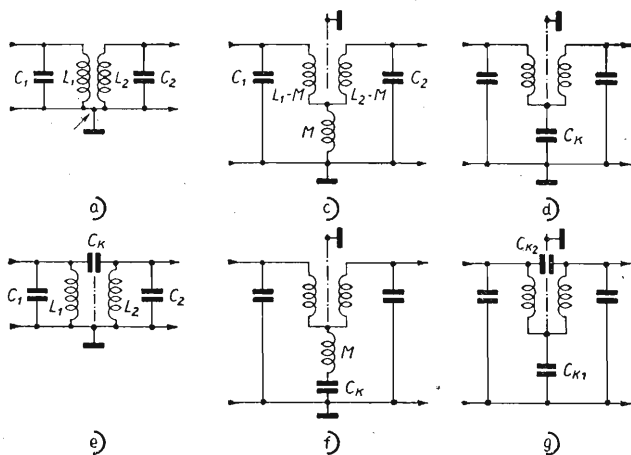 C₁ L₁ L₂ C₂
a)
C₁ L₁-M L₂-M C₂
M
c)
Cₖ
d)
Cₖ
C₁ L₁ L₂ C₂
e)
M
Cₖ
f)
Cₖ₂
Cₖ₁
g)